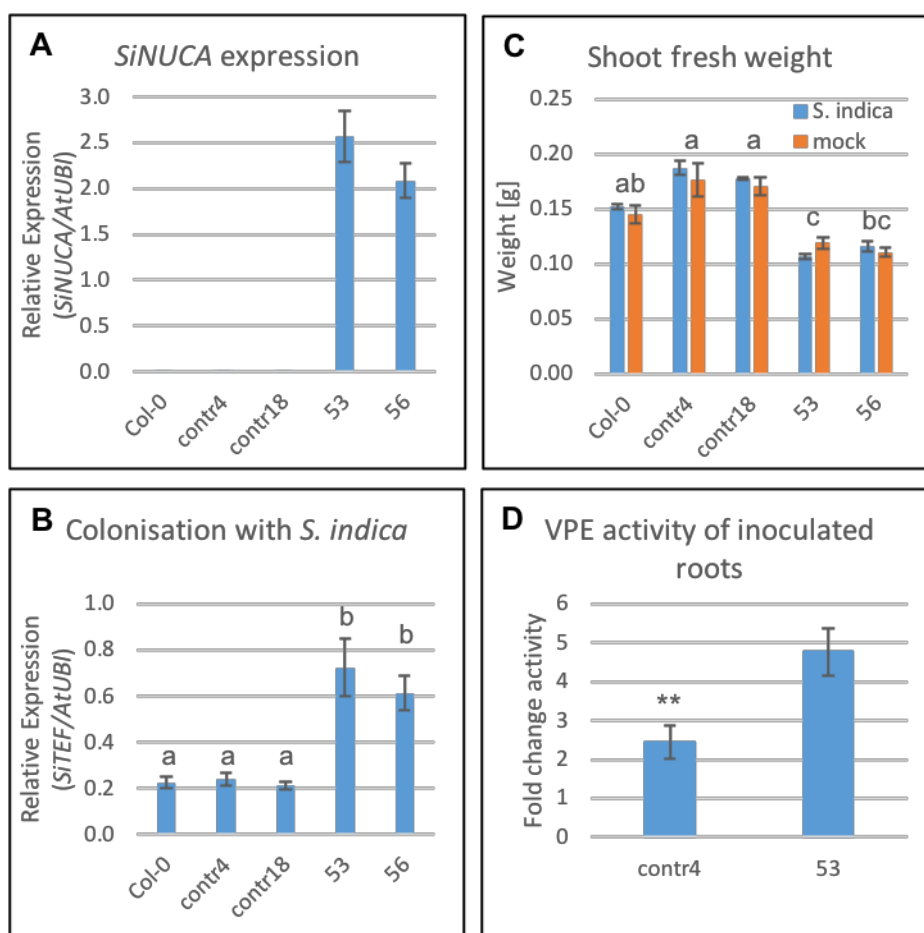 A
SiNUCA expression
Relative Expression
(SiNUCA/AtUBI)
3.0
2.5
2.0
1.5
1.0
0.5
0.0
Col-0
contr4
contr18
53
56
C
Shoot fresh weight
Weight [g]
0.25
0.20
0.15
0.10
0.05
0.00
S. indica
mock
ab
a
a
c
bc
Col-0
contr4
contr18
53
56
B
Colonisation with S. indica
Relative Expression
(SiTEF/AtUBI)
1.0
0.8
0.6
0.4
0.2
0.0
a
a
a
b
b
Col-0
contr4
contr18
53
56
D
VPE activity of inoculated
roots
Fold change activity
6
5
4
3
2
1
0
**
contr4
53